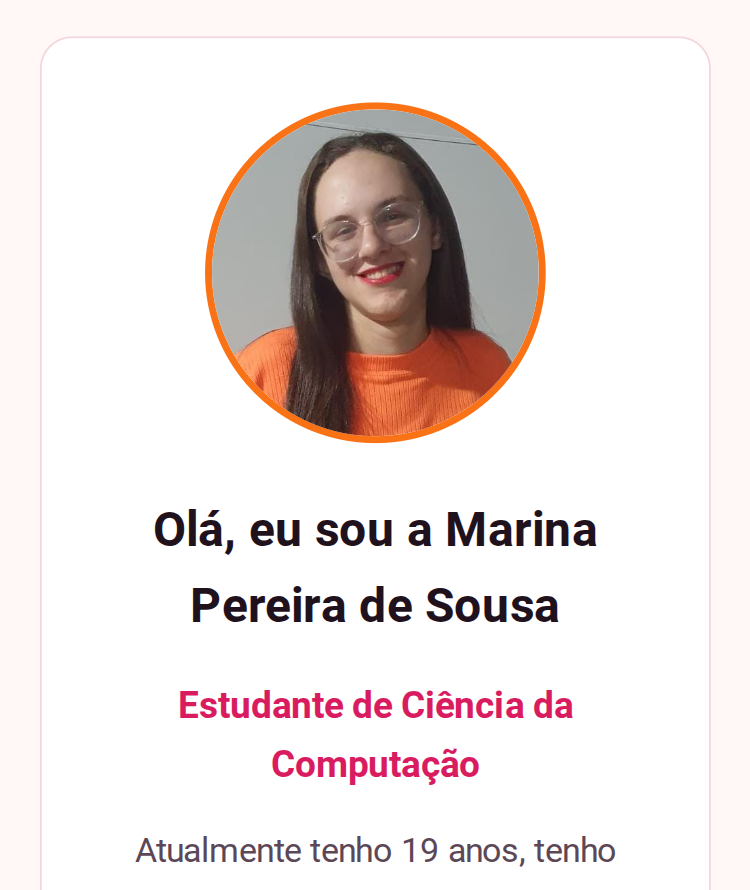 Olá, eu sou a Marina
Pereira de Sousa
Estudante de Ciência da
Computação
Atualmente tenho 19 anos, tenho